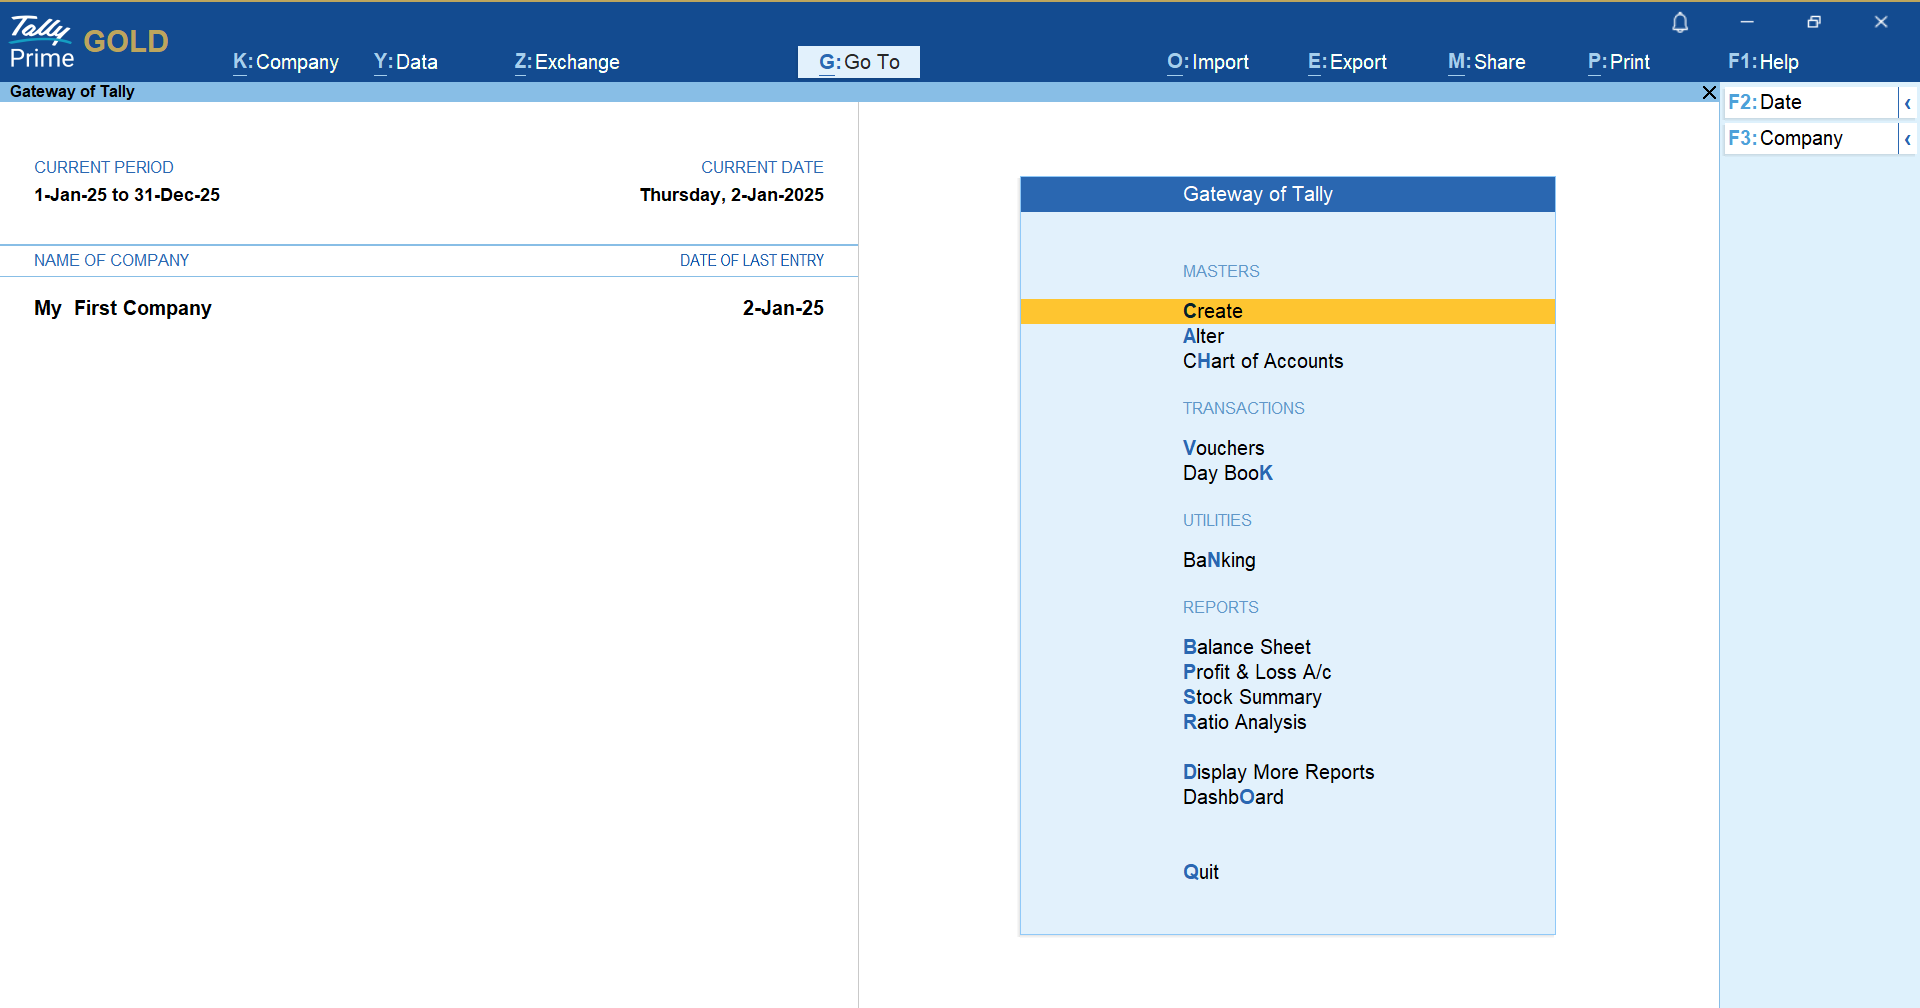 Tally
Prime
GOLD
K: Company
Y: Data
Z: Exchange
G: Go To
O: Import
E: Export
M: Share
P: Print
F1: Help
Gateway of Tally
F2: Date
F3: Company
CURRENT PERIOD
CURRENT DATE
1-Jan-25 to 31-Dec-25
Thursday, 2-Jan-2025
NAME OF COMPANY
DATE OF LAST ENTRY
My First Company
2-Jan-25
Gateway of Tally
MASTERS
Create
Alter
CHart of Accounts
TRANSACTIONS
Vouchers
Day BooK
UTILITIES
BaNking
REPORTS
Balance Sheet
Profit & Loss A/c
Stock Summary
Ratio Analysis
Display More Reports
DashbOard
Quit